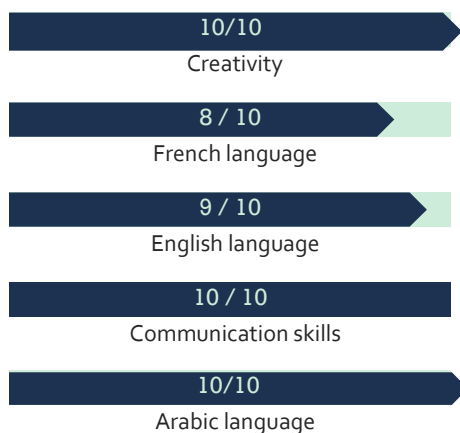 10/10
Creativity
8 / 10
French language
9 / 10
English language
10 / 10
Communication skills
10/10
Arabic language